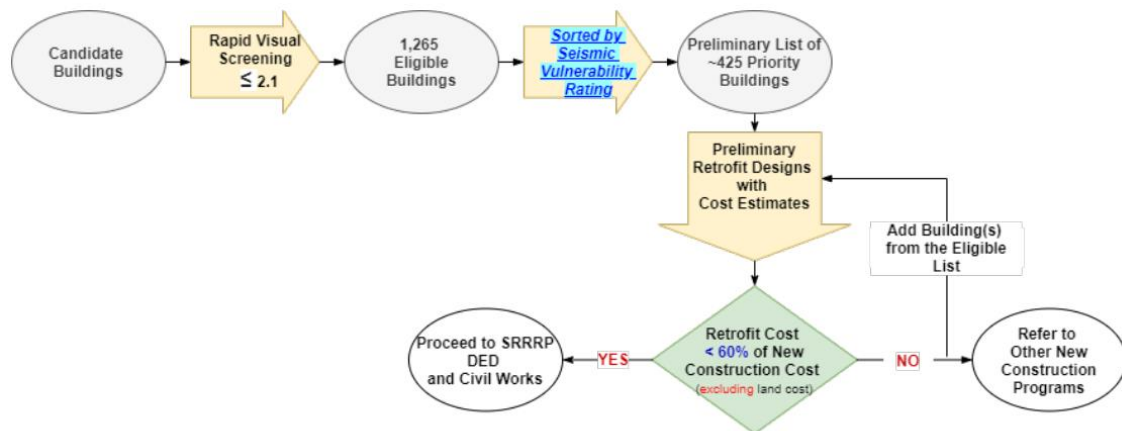 Candidate
Buildings
Rapid Visual
Screening
≤ 2.1
1,265
Eligible
Buildings
Sorted by
Seismic
Vulnerability
Rating
Preliminary List of
~425 Priority
Buildings
Preliminary
Retrofit Designs
with
Cost Estimates
Add Building(s)
from the Eligible
List
Retrofit Cost
< 60% of New
Construction Cost
(excluding land cost)
YES
Proceed to SRRRP
DED
and Civil Works
NO
Refer to
Other New
Construction
Programs